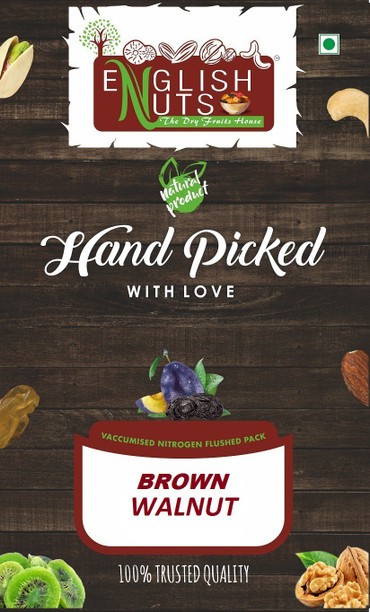 ENGLISH
NUTS
The Dry Fruits House
natural
product
Hand Picked
WITH LOVE
VACCUMISED NITROGEN FLUSHED PACK
BROWN
WALNUT
100% TRUSTED QUALITY